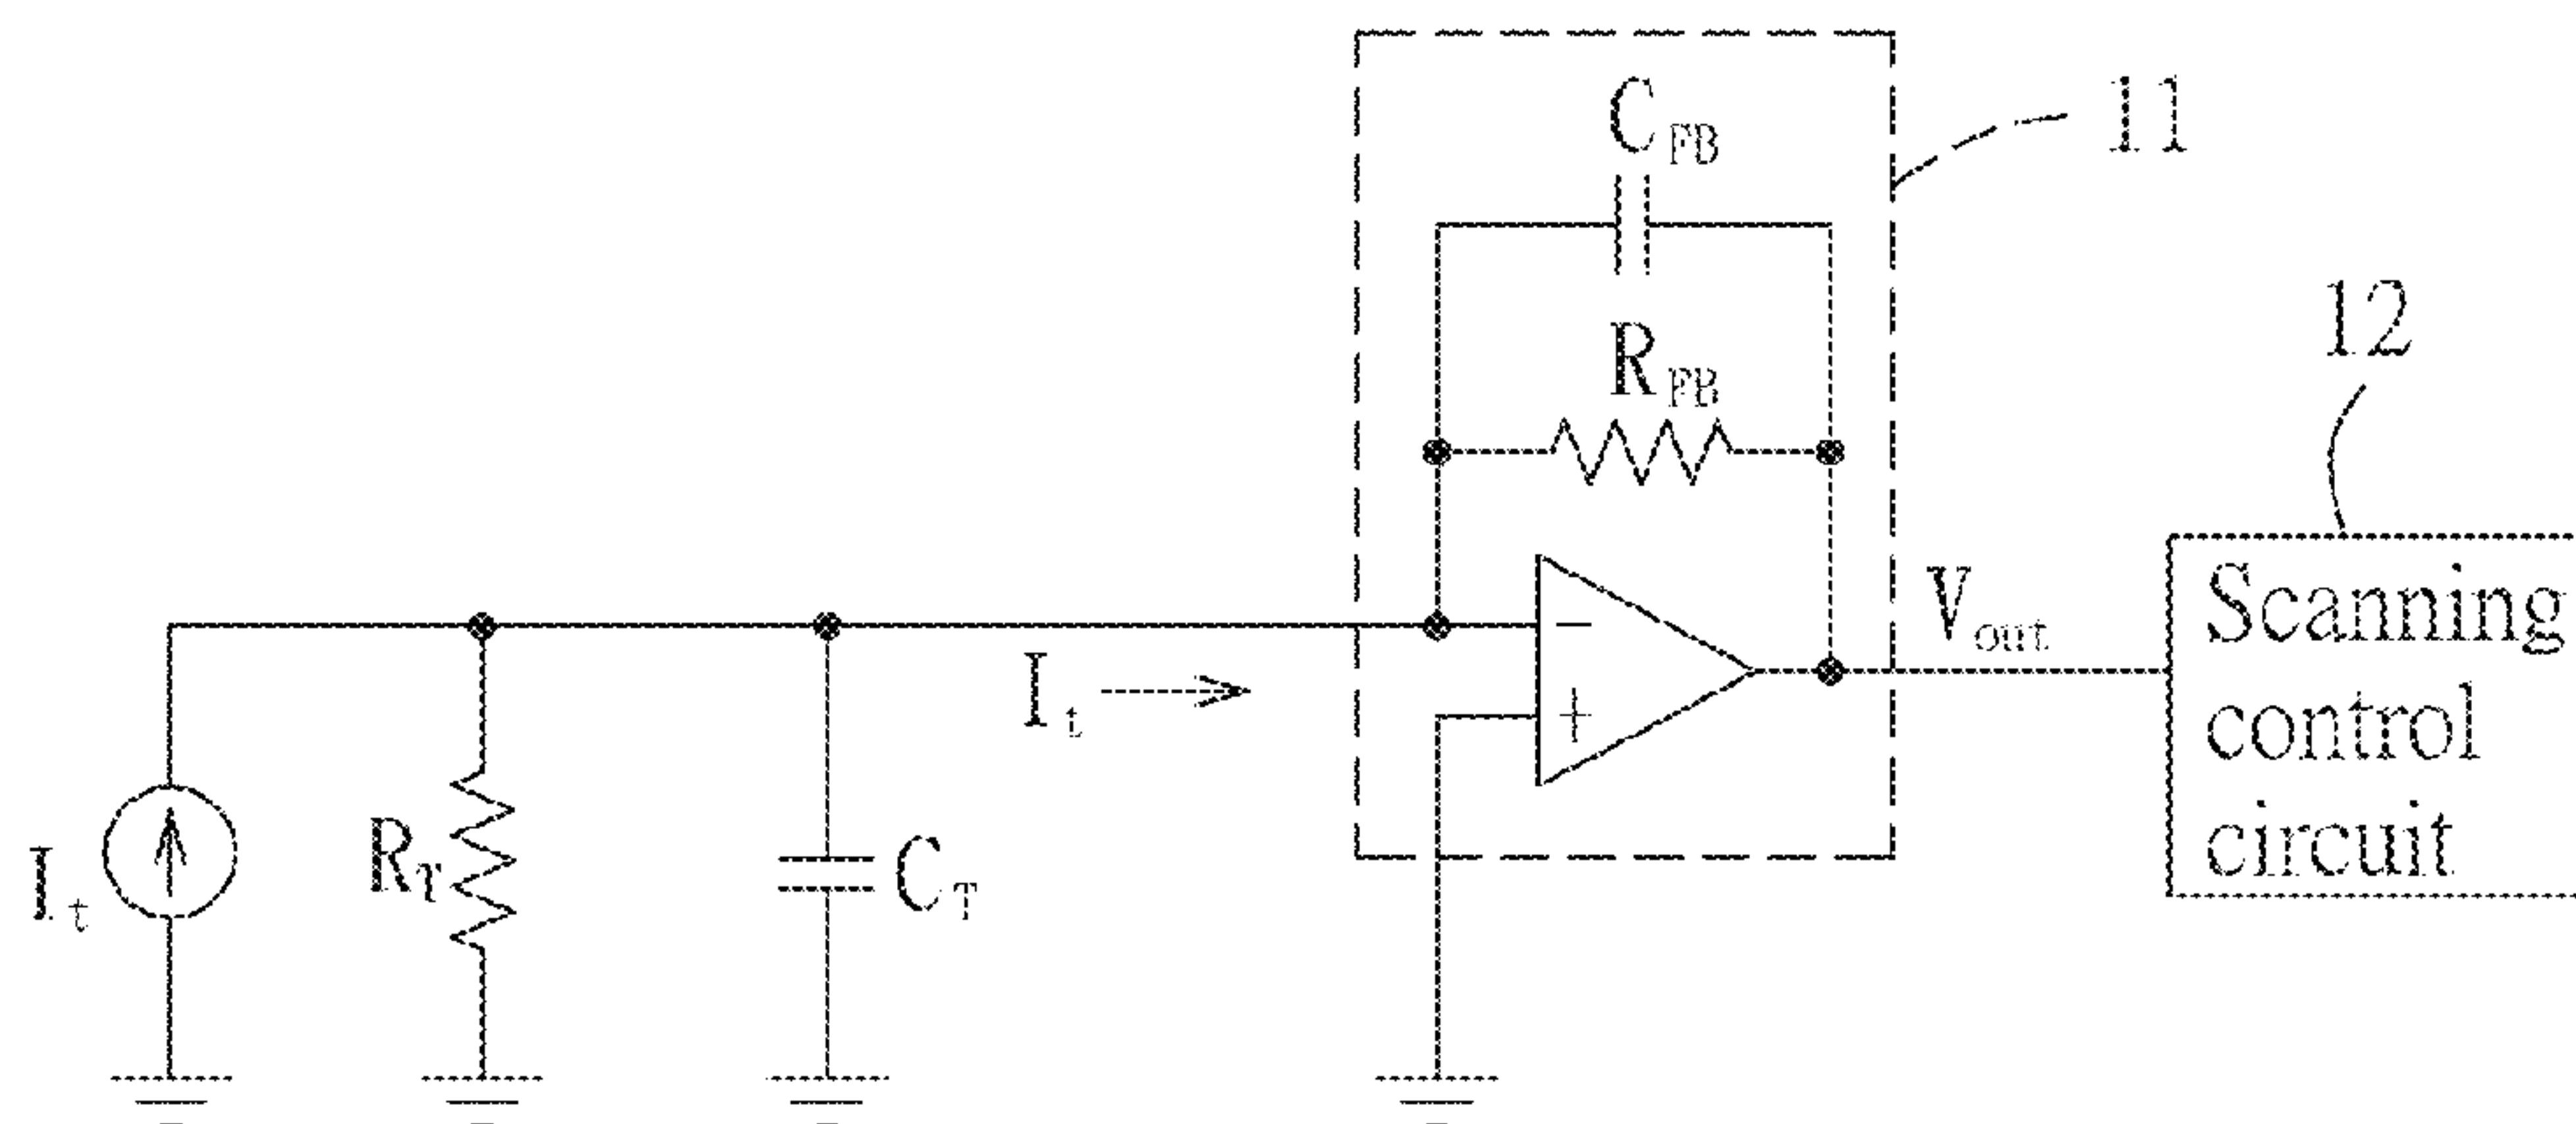 C_FB
11
R_FB
12
−
+
V_out
Scanning
control
circuit
I_t
I_t
R_T
C_T